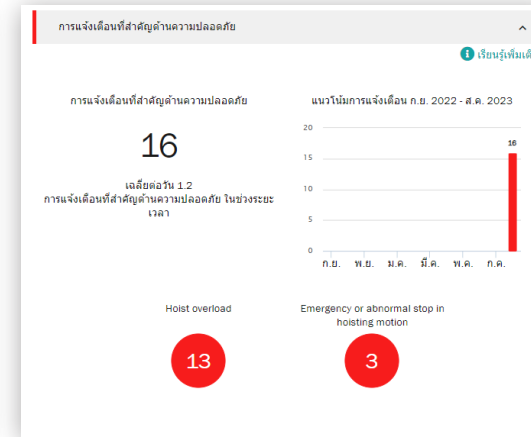 การแจ้งเตือนที่สำคัญด้านความปลอดภัย
เรียนรู้เพิ่มเติ
การแจ้งเตือนที่สำคัญด้านความปลอดภัย
16
เฉลี่ยต่อวัน 1.2
การแจ้งเตือนที่สำคัญด้านความปลอดภัย ในช่วงระยะ
เวลา
แนวโน้มการแจ้งเตือน ก.ย. 2022 - ส.ค. 2023
20
16
15
10
5
0
ก.ย. พ.ย. ม.ค. มี.ค. พ.ค. ก.ค.
Hoist overload
13
Emergency or abnormal stop in
hoisting motion
3